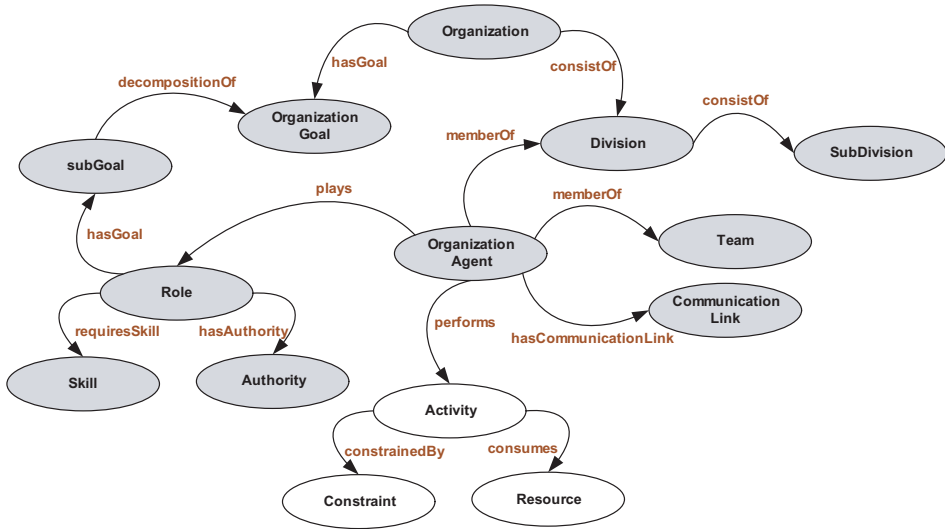 Organization
hasGoal
consistOf
decompositionOf
consistOf
Organization
Goal
memberOf
Division
SubDivision
subGoal
plays
memberOf
hasGoal
Organization
Agent
Team
Role
Communication
Link
requiresSkill
hasAuthority
performs
hasCommunicationLink
Skill
Authority
Activity
constrainedBy
consumes
Constraint
Resource